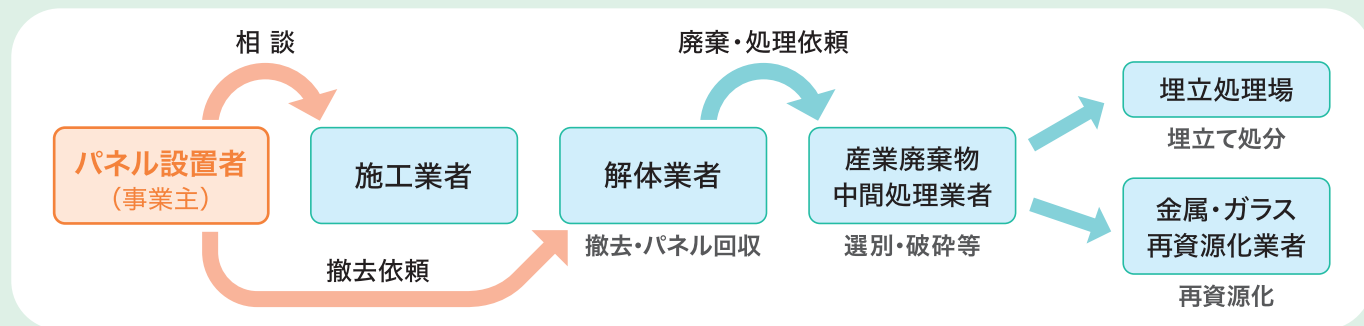 相談
廃棄・処理依頼
パネル設置者
（事業主）
施工業者
解体業者
撤去・パネル回収
産業廃棄物
中間処理業者
選別・破砕等
埋立処理場
埋立て処分
金属・ガラス
再資源化業者
再資源化
撤去依頼